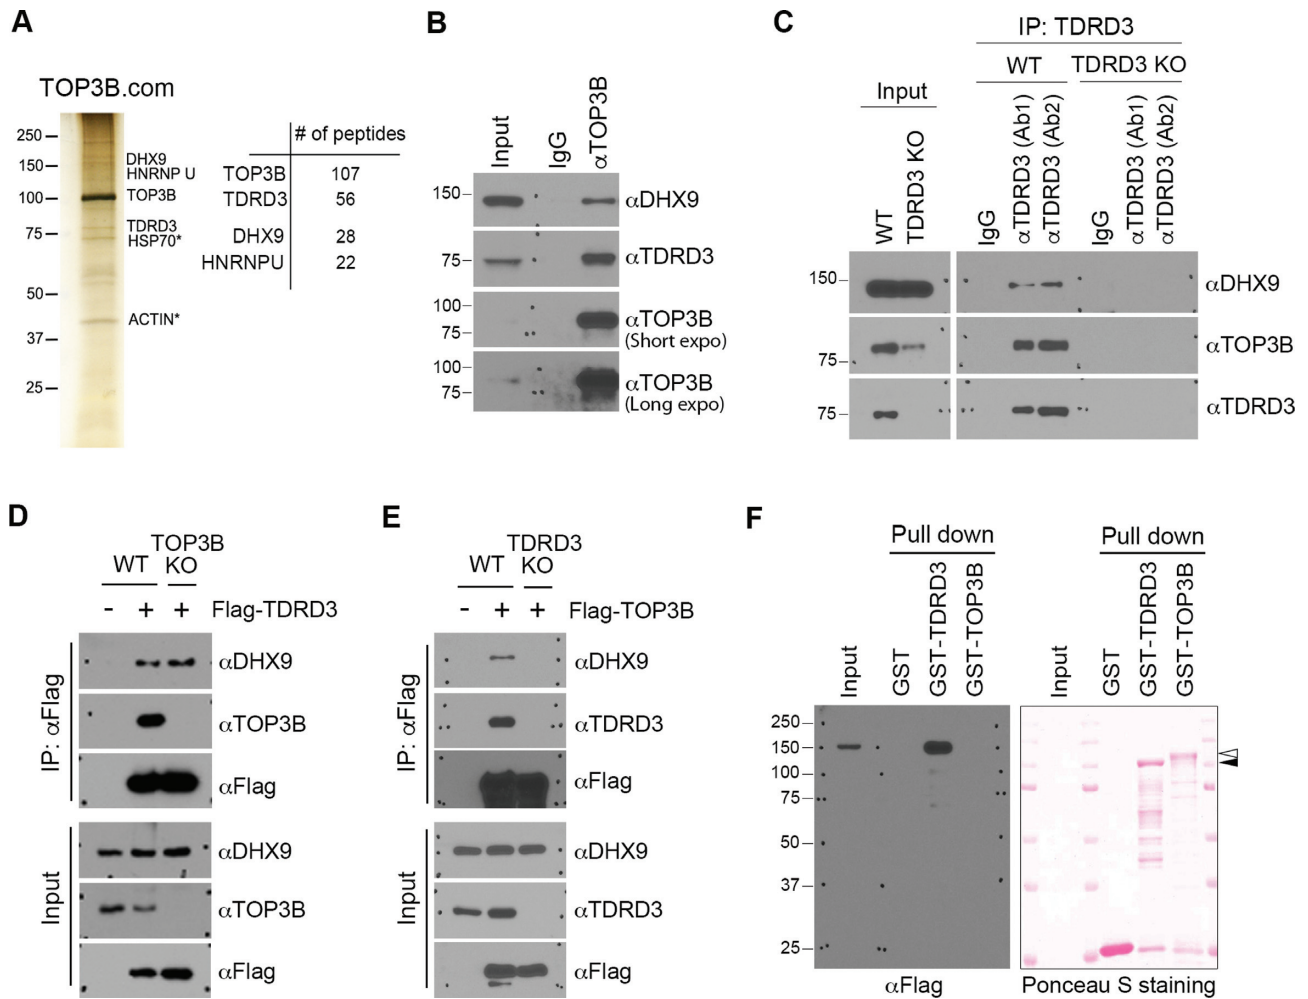 A
TOP3B.com
250
150
100
75
50
37
25
DHX9
HNRNP U
TOP3B
TDRD3
HSP70*
ACTIN*
# of peptides
TOP3B 107
TDRD3 56
DHX9 28
HNRNPU 22
B
Input
IgG
αTOP3B
150
αDHX9
75
αTDRD3
100
75
αTOP3B
(Short expo)
100
75
αTOP3B
(Long expo)
C
IP: TDRD3
Input
WT
TDRD3 KO
WT
TDRD3 KO
IgG
αTDRD3 (Ab1)
αTDRD3 (Ab2)
IgG
αTDRD3 (Ab1)
αTDRD3 (Ab2)
150
αDHX9
75
αTOP3B
75
αTDRD3
D
WT
TOP3B
KO
- + + Flag-TDRD3
IP: αFlag
αDHX9
αTOP3B
αFlag
Input
αDHX9
αTOP3B
αFlag
E
WT
TDRD3
KO
- + + Flag-TOP3B
IP: αFlag
αDHX9
αTDRD3
αFlag
Input
αDHX9
αTDRD3
αFlag
F
Pull down
Input
GST
GST-TDRD3
GST-TOP3B
250
150
100
75
50
37
25
αFlag
Pull down
Input
GST
GST-TDRD3
GST-TOP3B
Ponceau S staining